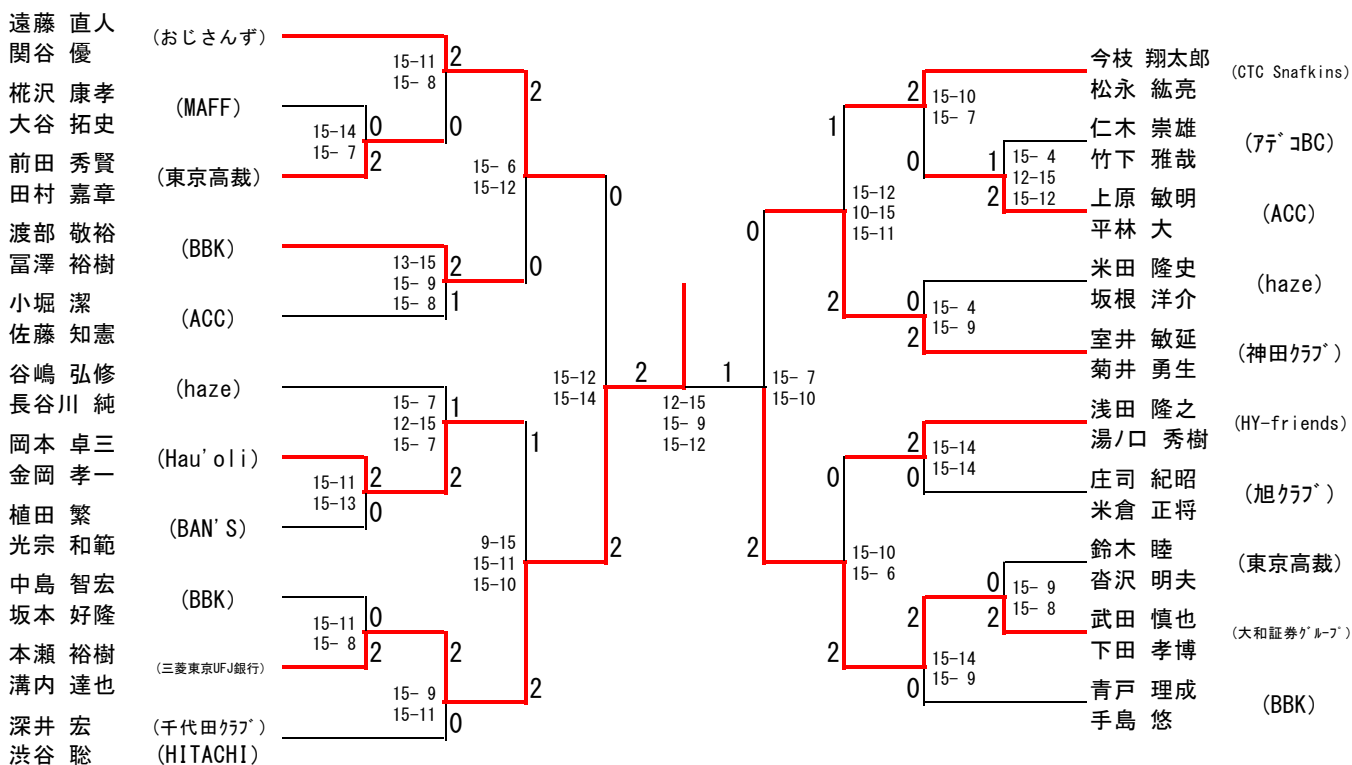 遠藤 直人
関谷 優
(おじさんず)
椛沢 康孝
大谷 拓史
(MAFF)
前田 秀賢
田村 嘉章
(東京高裁)
渡部 敬裕
冨澤 裕樹
(BBK)
小堀 潔
佐藤 知憲
(ACC)
谷嶋 弘修
長谷川 純
(haze)
岡本 卓三
金岡 孝一
(Hau'oli)
植田 繁
光宗 和範
(BAN'S)
中島 智宏
坂本 好隆
(BBK)
本瀬 裕樹
溝内 達也
(三菱東京UFJ銀行)
深井 宏
渋谷 聡
(千代田ｸﾗﾌﾞ)
(HITACHI)
15-11
15- 8
2
0
15-14
15- 7
0
2
15- 6
15-12
2
0
13-15
15- 9
15- 8
2
1
15- 7
12-15
15- 7
1
2
15-11
15-13
2
0
9-15
15-11
15-10
1
2
15-11
15- 8
0
2
15- 9
15-11
2
0
15-12
15-14
0
2
2
1
12-15
15- 9
15-12
15- 7
15-10
0
2
15-12
10-15
15-11
1
2
15-10
15- 7
2
0
15- 4
12-15
15-12
1
2
15- 4
15- 9
0
2
15-10
15- 6
0
2
15-14
15-14
2
0
15- 9
15- 8
0
2
15-14
15- 9
2
0
今枝 翔太郎
松永 紘亮
(CTC Snafkins)
仁木 崇雄
竹下 雅哉
(ｱﾃﾞｺBC)
上原 敏明
平林 大
(ACC)
米田 隆史
坂根 洋介
(haze)
室井 敏延
菊井 勇生
(神田ｸﾗﾌﾞ)
浅田 隆之
湯ﾉ口 秀樹
(HY-friends)
庄司 紀昭
米倉 正将
(旭ｸﾗﾌﾞ)
鈴木 睦
沓沢 明夫
(東京高裁)
武田 慎也
下田 孝博
(大和証券ｸﾞﾙｰﾌﾟ)
青戸 理成
手島 悠
(BBK)